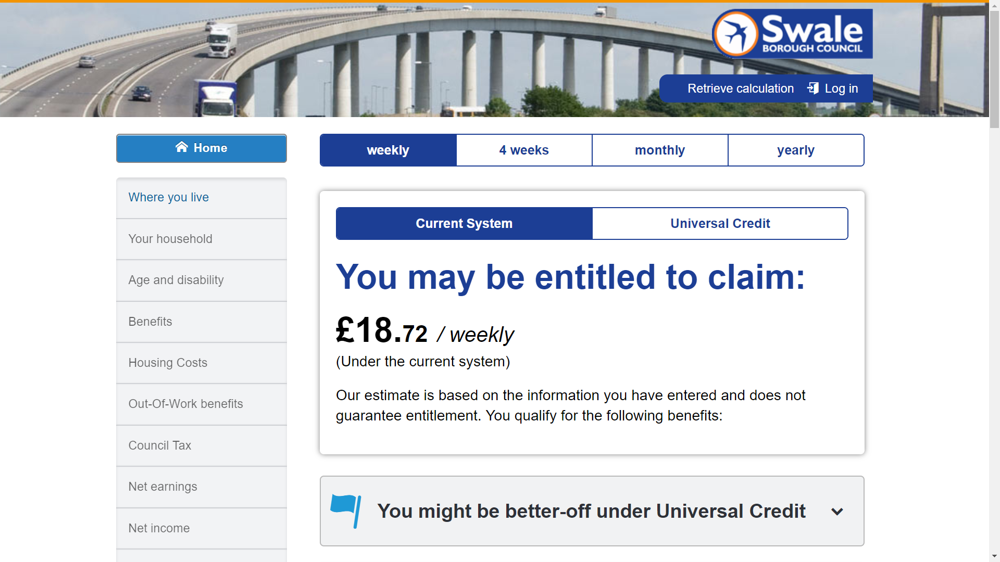 Swale
BOROUGH COUNCIL
Retrieve calculation
Log in
Home
weekly
4 weeks
monthly
yearly
Where you live
Your household
Age and disability
Benefits
Housing Costs
Out-Of-Work benefits
Council Tax
Net earnings
Net income
Current System
Universal Credit
You may be entitled to claim:
£18.72 / weekly
(Under the current system)
Our estimate is based on the information you have entered and does not
guarantee entitlement. You qualify for the following benefits:
You might be better-off under Universal Credit